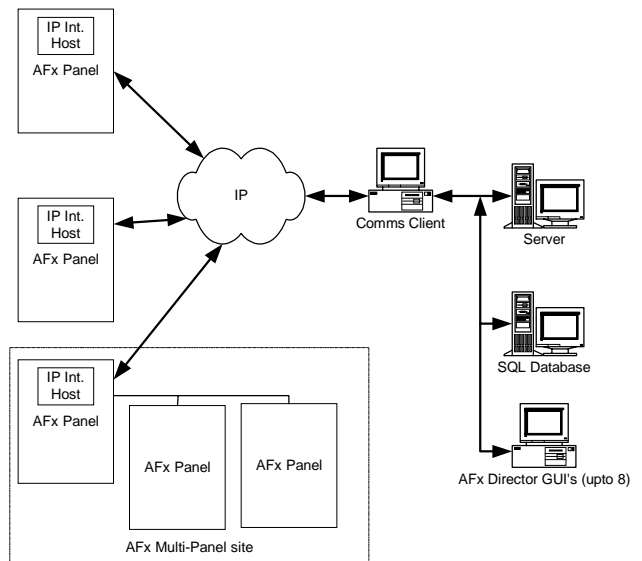 IP Int.
Host
AFx Panel
IP Int.
Host
AFx Panel
IP
Comms Client
Server
SQL Database
AFx Director GUI's (upto 8)
IP Int.
Host
AFx Panel
AFx Panel
AFx Panel
AFx Multi-Panel site